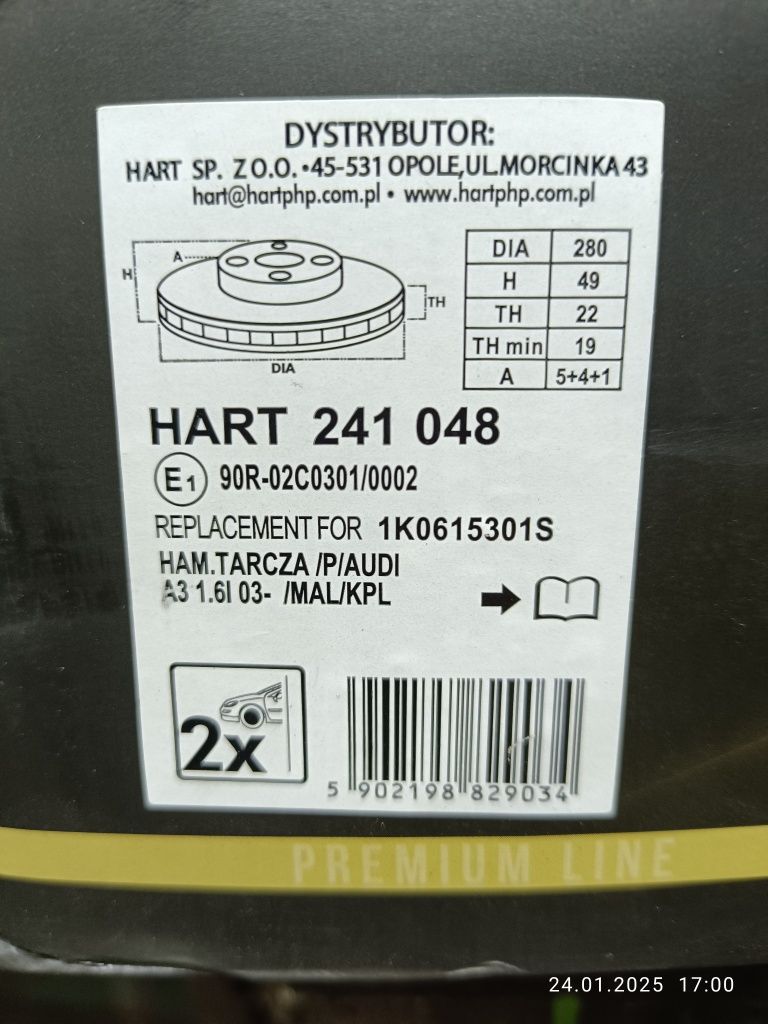 DYSTRYBUTOR:
HART SP. Z O.O. •45-531 OPOLE,UL.MORCINKA 43
hart@hartphp.com.pl • www.hartphp.com.pl
A
H
TH
DIA
DIA 280
H 49
TH 22
TH min 19
A 5+4+1
HART 241 048
E1 90R-02C0301/0002
REPLACEMENT FOR 1K0615301S
HAM.TARCZA /P/AUDI
A3 1.6I 03- /MAL/KPL
2x
5 902198 829034
PREMIUM LINE
24.01.2025 17:00